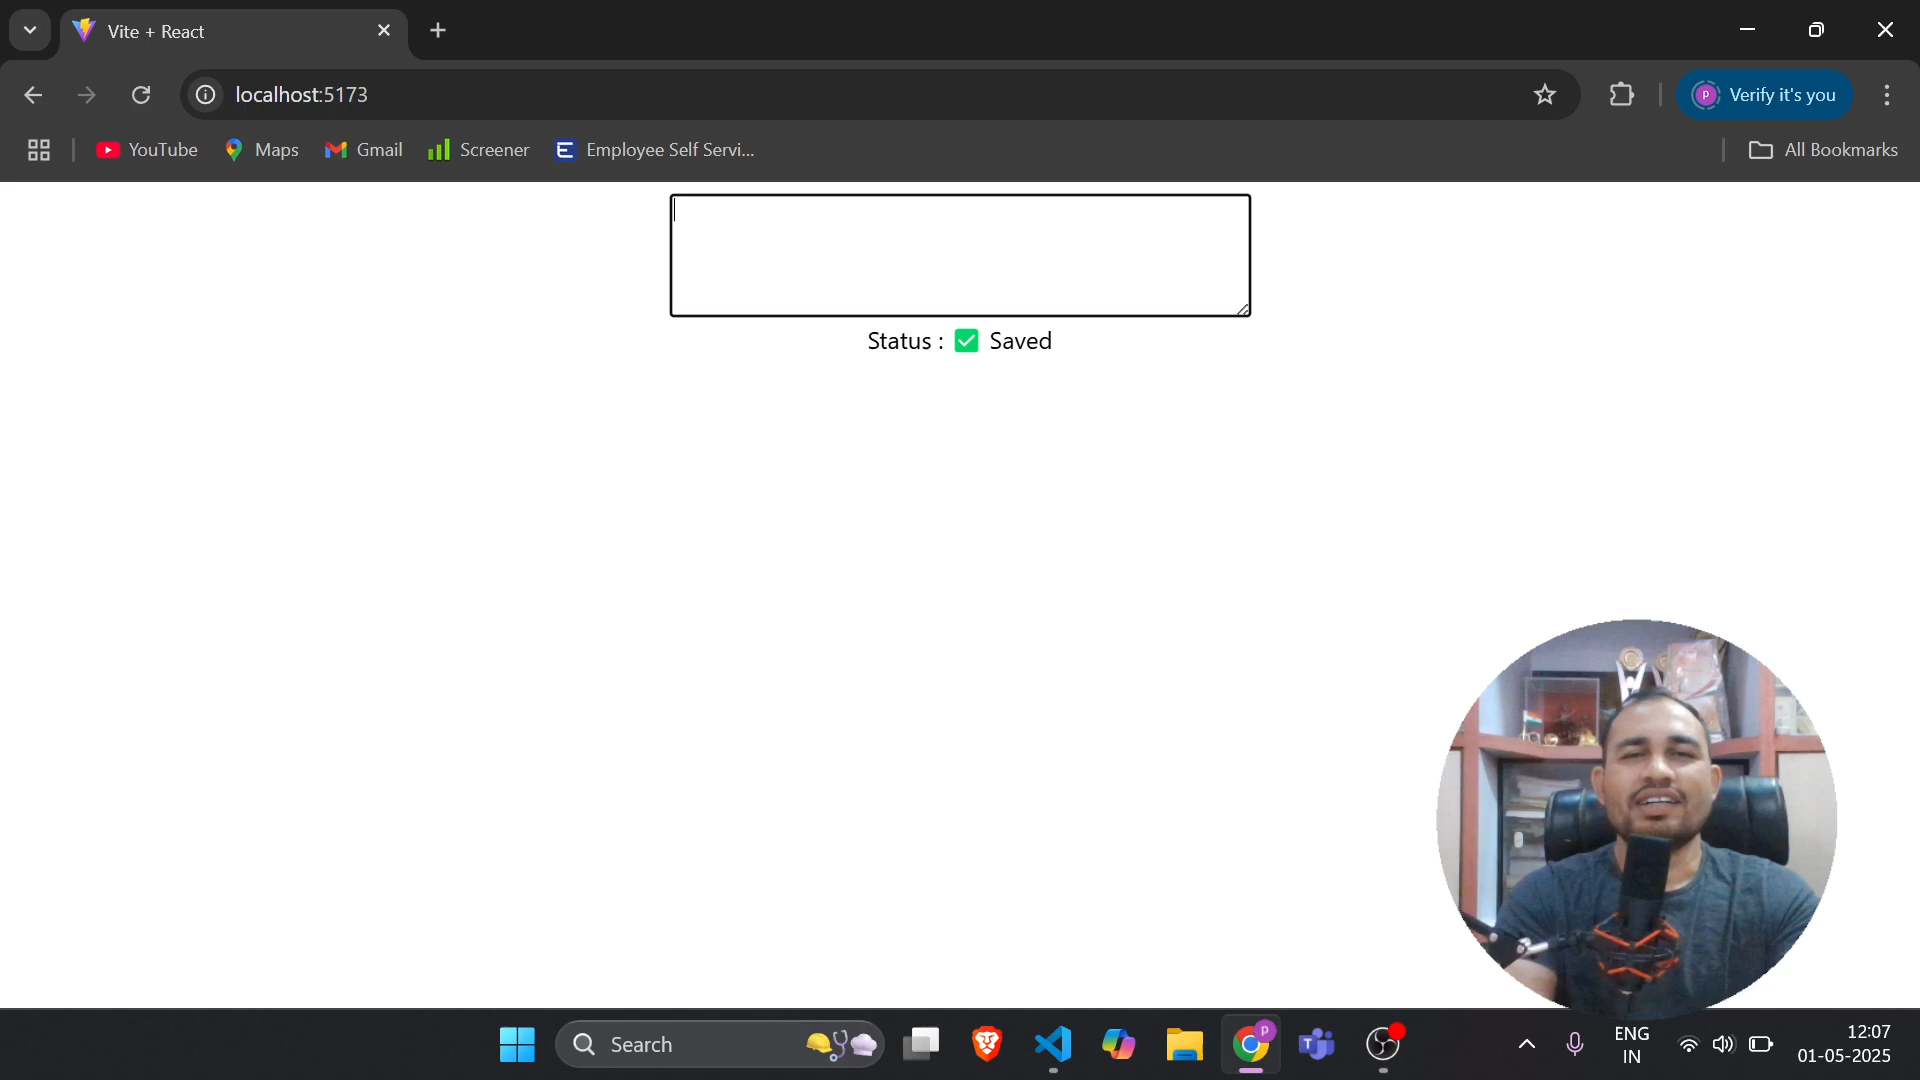 Vite + React
localhost:5173
Verify it's you
YouTube
Maps
Gmail
Screener
Employee Self Servi...
All Bookmarks
Status : ✅ Saved
Search
ENG
IN
12:07
01-05-2025